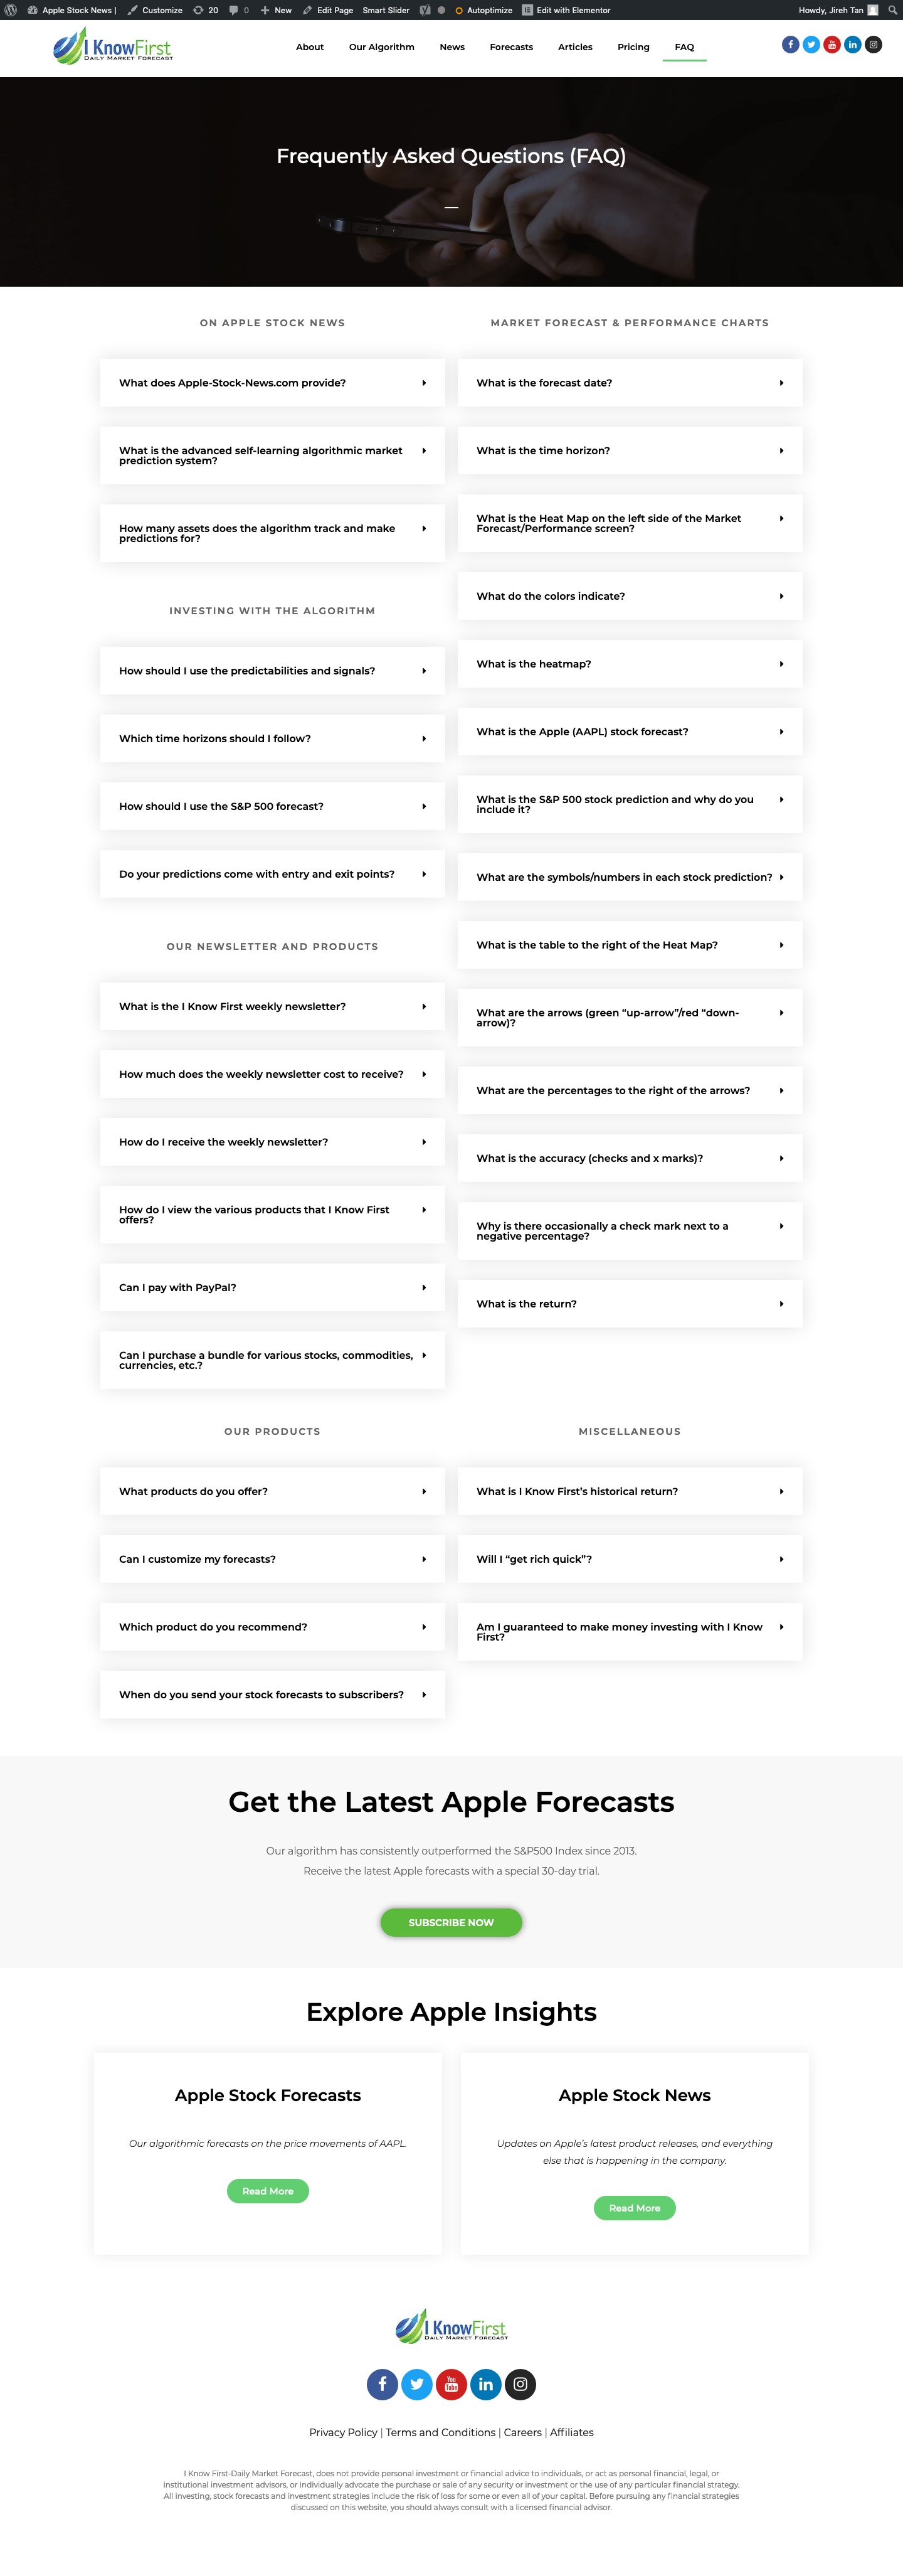 Apple Stock News |
Customize
20
0
New
Edit Page
Smart Slider
Autoptimize
Edit with Elementor
Howdy, Jireh Tan
I KnowFirst
DAILY MARKET FORECAST
About
Our Algorithm
News
Forecasts
Articles
Pricing
FAQ
Frequently Asked Questions (FAQ)
ON APPLE STOCK NEWS
What does Apple-Stock-News.com provide?
What is the advanced self-learning algorithmic market
prediction system?
How many assets does the algorithm track and make
predictions for?
INVESTING WITH THE ALGORITHM
How should I use the predictabilities and signals?
Which time horizons should I follow?
How should I use the S&P 500 forecast?
Do your predictions come with entry and exit points?
OUR NEWSLETTER AND PRODUCTS
What is the I Know First weekly newsletter?
How much does the weekly newsletter cost to receive?
How do I receive the weekly newsletter?
How do I view the various products that I Know First
offers?
Can I pay with PayPal?
Can I purchase a bundle for various stocks, commodities,
currencies, etc.?
MARKET FORECAST & PERFORMANCE CHARTS
What is the forecast date?
What is the time horizon?
What is the Heat Map on the left side of the Market
Forecast/Performance screen?
What do the colors indicate?
What is the heatmap?
What is the Apple (AAPL) stock forecast?
What is the S&P 500 stock prediction and why do you
include it?
What are the symbols/numbers in each stock prediction?
What is the table to the right of the Heat Map?
What are the arrows (green “up-arrow”/red “down-
arrow)?
What are the percentages to the right of the arrows?
What is the accuracy (checks and x marks)?
Why is there occasionally a check mark next to a
negative percentage?
What is the return?
OUR PRODUCTS
What products do you offer?
Can I customize my forecasts?
Which product do you recommend?
When do you send your stock forecasts to subscribers?
MISCELLANEOUS
What is I Know First’s historical return?
Will I “get rich quick”?
Am I guaranteed to make money investing with I Know
First?
Get the Latest Apple Forecasts
Our algorithm has consistently outperformed the S&P500 Index since 2013.
Receive the latest Apple forecasts with a special 30-day trial.
SUBSCRIBE NOW
Explore Apple Insights
Apple Stock Forecasts
Our algorithmic forecasts on the price movements of AAPL.
Read More
Apple Stock News
Updates on Apple’s latest product releases, and everything
else that is happening in the company.
Read More
I KnowFirst
DAILY MARKET FORECAST
You
Tube
Privacy Policy | Terms and Conditions | Careers | Affiliates
I Know First-Daily Market Forecast, does not provide personal investment or financial advice to individuals, or act as personal financial, legal, or
institutional investment advisors, or individually advocate the purchase or sale of any security or investment or the use of any particular financial strategy.
All investing, stock forecasts and investment strategies include the risk of loss for some or even all of your capital. Before pursuing any financial strategies
discussed on this website, you should always consult with a licensed financial advisor.